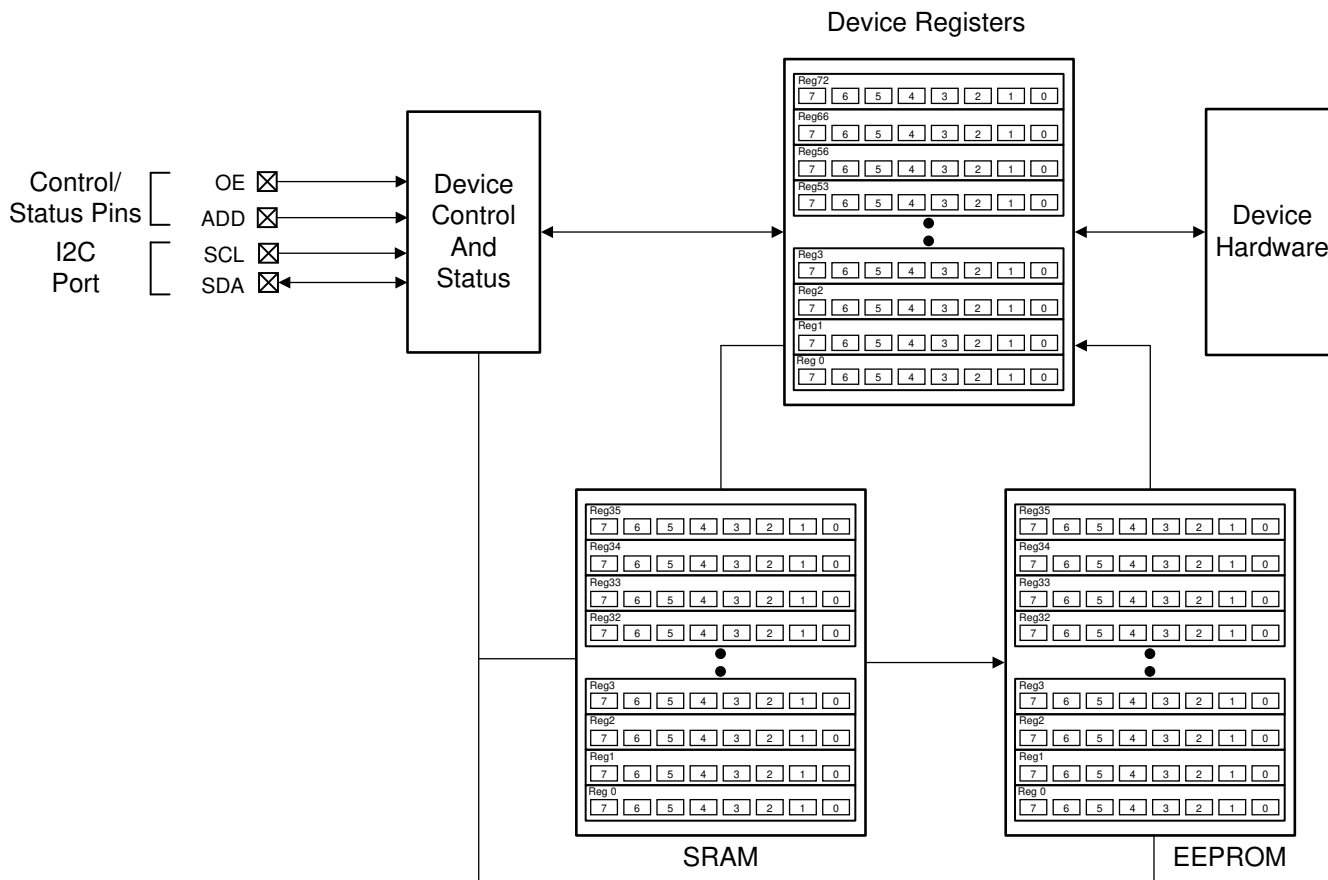 Device Registers
Reg72
7 6 5 4 3 2 1 0
Reg66
7 6 5 4 3 2 1 0
Reg56
7 6 5 4 3 2 1 0
Reg53
7 6 5 4 3 2 1 0
Reg3
7 6 5 4 3 2 1 0
Reg2
7 6 5 4 3 2 1 0
Reg1
7 6 5 4 3 2 1 0
Reg 0
7 6 5 4 3 2 1 0
Control/
Status Pins
OE
ADD
I2C
Port
SCL
SDA
Device
Control
And
Status
Device
Hardware
Reg35
7 6 5 4 3 2 1 0
Reg34
7 6 5 4 3 2 1 0
Reg33
7 6 5 4 3 2 1 0
Reg32
7 6 5 4 3 2 1 0
Reg3
7 6 5 4 3 2 1 0
Reg2
7 6 5 4 3 2 1 0
Reg1
7 6 5 4 3 2 1 0
Reg 0
7 6 5 4 3 2 1 0
SRAM
Reg35
7 6 5 4 3 2 1 0
Reg34
7 6 5 4 3 2 1 0
Reg33
7 6 5 4 3 2 1 0
Reg32
7 6 5 4 3 2 1 0
Reg3
7 6 5 4 3 2 1 0
Reg2
7 6 5 4 3 2 1 0
Reg1
7 6 5 4 3 2 1 0
Reg 0
7 6 5 4 3 2 1 0
EEPROM